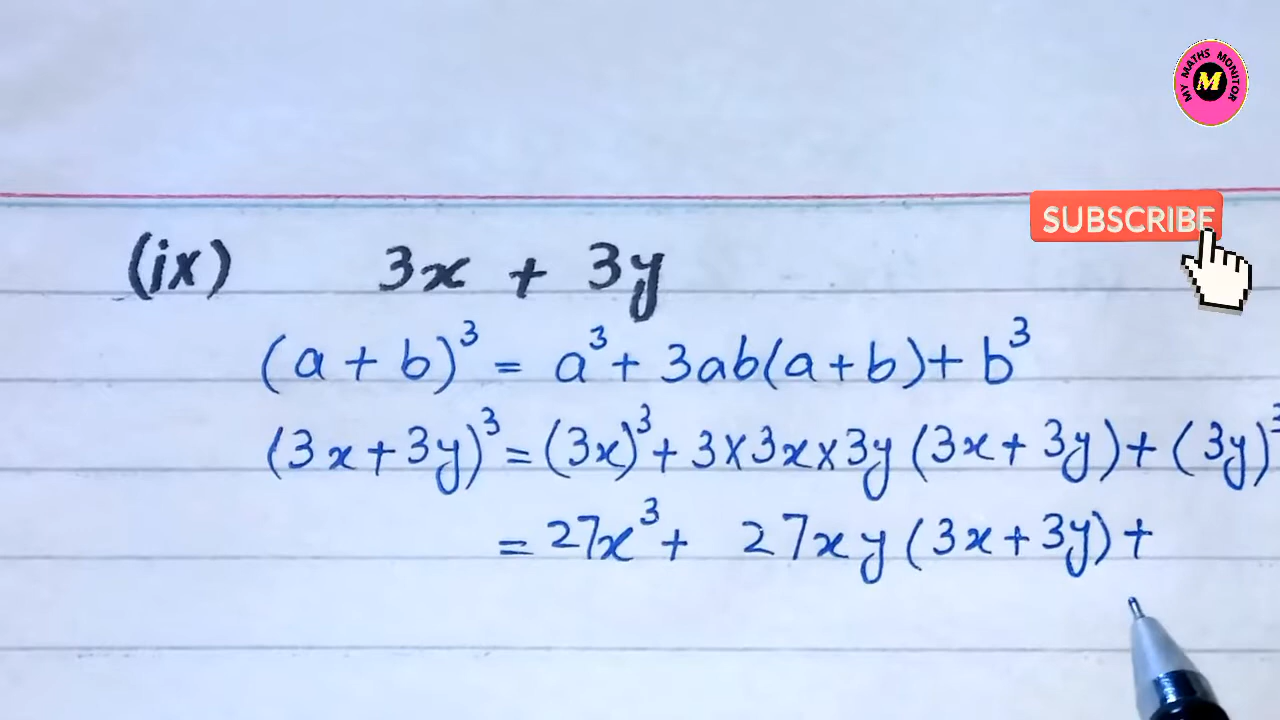 MY MATHS MONITOR
M
SUBSCRIBE
(ix) 3x + 3y
(a + b)³ = a³ + 3ab(a+b) + b³
(3x+3y)³ = (3x)³ + 3×3x×3y (3x+3y) + (3y)³
= 27x³ + 27xy (3x+3y) +